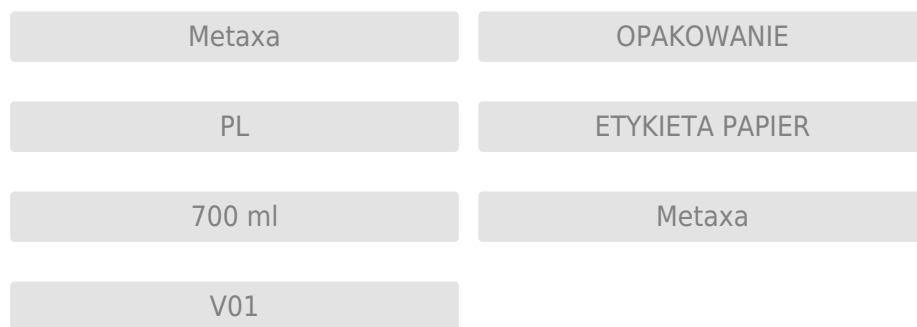 Metaxa
OPAKOWANIE
PL
ETYKIETA PAPIER
700 ml
Metaxa
V01